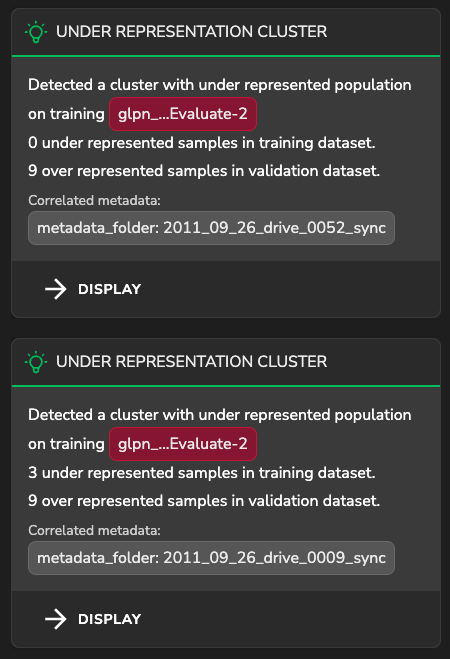 UNDER REPRESENTATION CLUSTER
Detected a cluster with under represented population
on training glpn_...Evaluate-2
0 under represented samples in training dataset.
9 over represented samples in validation dataset.
Correlated metadata:
metadata_folder: 2011_09_26_drive_0052_sync
DISPLAY
UNDER REPRESENTATION CLUSTER
Detected a cluster with under represented population
on training glpn_...Evaluate-2
3 under represented samples in training dataset.
9 over represented samples in validation dataset.
Correlated metadata:
metadata_folder: 2011_09_26_drive_0009_sync
DISPLAY